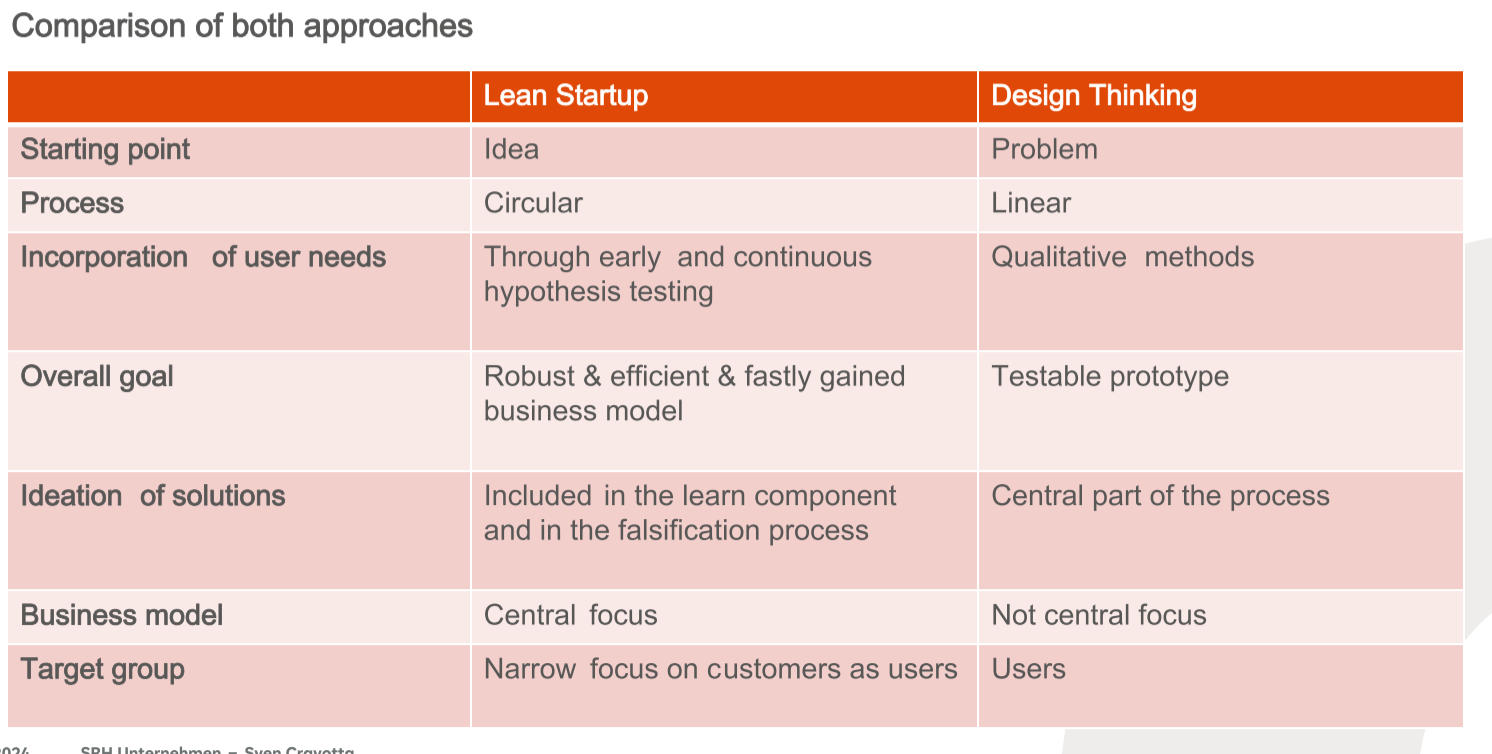 Comparison of both approaches
Lean Startup
Design Thinking
Starting point
Idea
Problem
Process
Circular
Linear
Incorporation of user needs
Through early and continuous
hypothesis testing
Qualitative methods
Overall goal
Robust & efficient & fastly gained
business model
Testable prototype
Ideation of solutions
Included in the learn component
and in the falsification process
Central part of the process
Business model
Central focus
Not central focus
Target group
Narrow focus on customers as users
Users
2024 SRH Unternehmen – Sven Cravotta